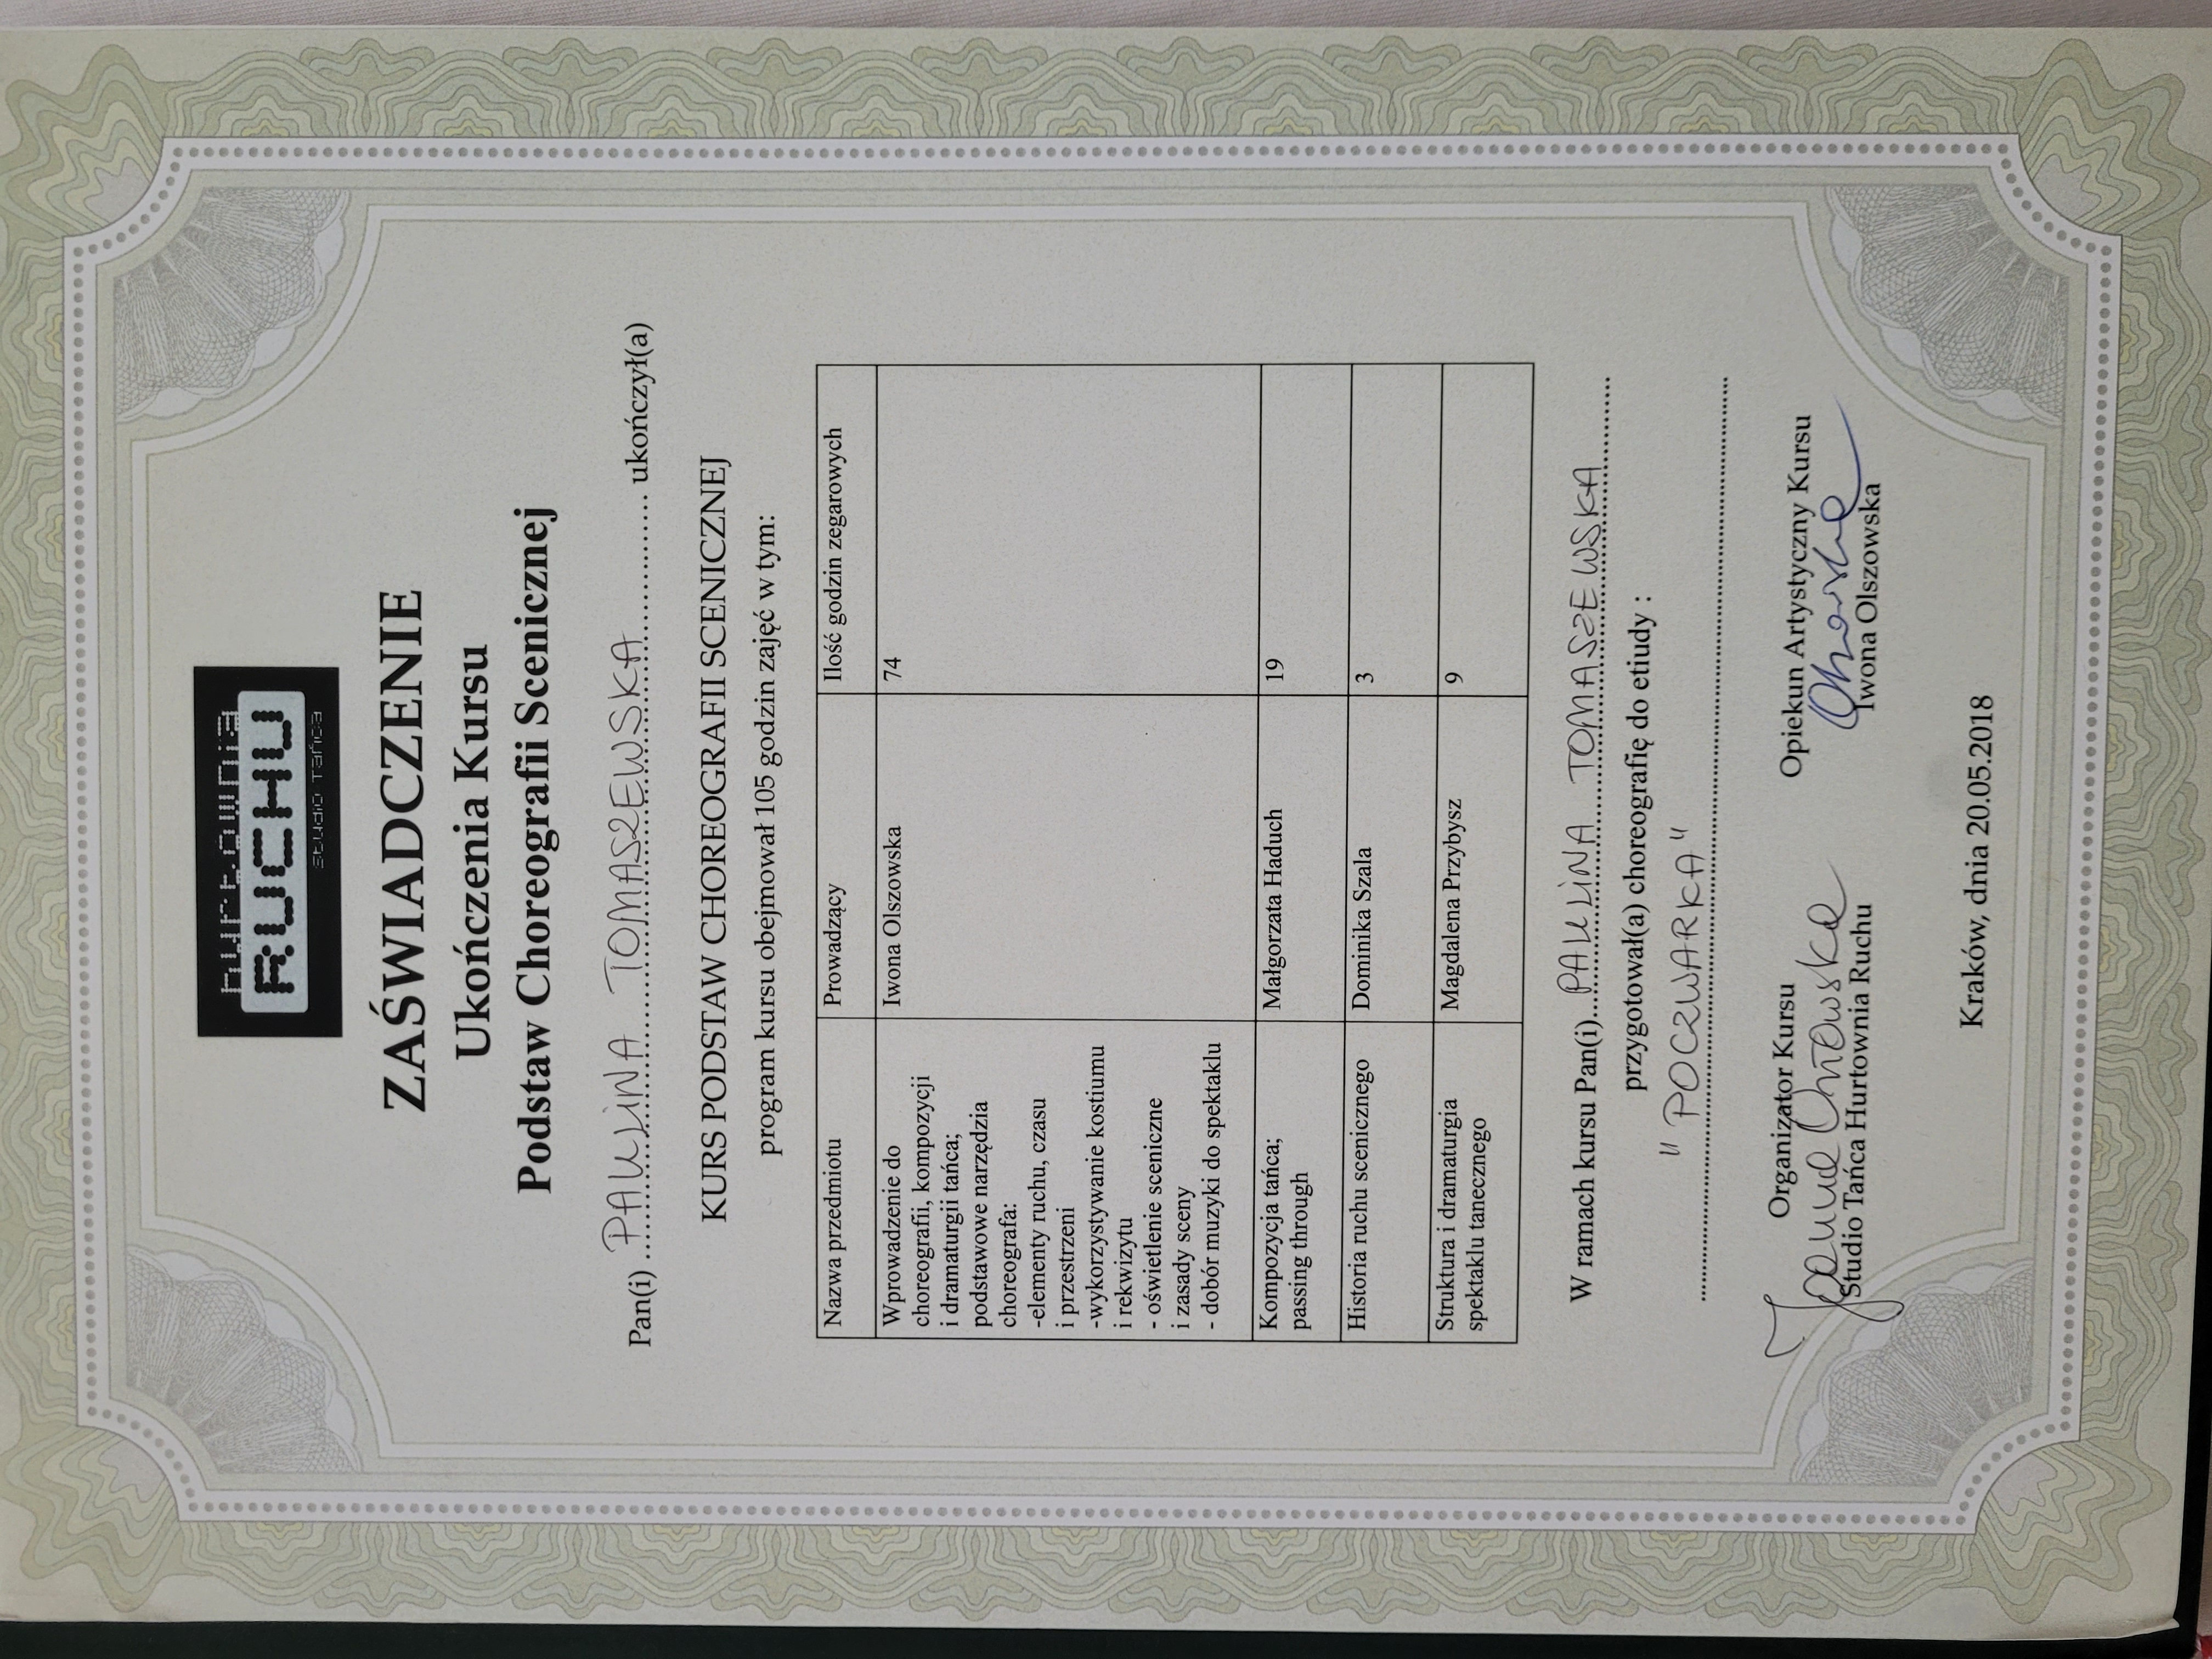 hurtownia
RUCHU
studio tańca
ZAŚWIADCZENIE
Ukończenia Kursu
Podstaw Choreografii Scenicznej
Pan(i) PAULINA TOMASZEWSKA ukończył(a)
KURS PODSTAW CHOREOGRAFII SCENICZNEJ
program kursu obejmował 105 godzin zajęć w tym:
Nazwa przedmiotu Prowadzący Ilość godzin zegarowych
Wprowadzenie do Iwona Olszowska 74
choreografii, kompozycji
i dramaturgii tańca;
podstawowe narzędzia
choreografa:
-elementy ruchu, czasu
i przestrzeni
-wykorzystywanie kostiumu
i rekwizytu
- oświetlenie sceniczne
i zasady sceny
- dobór muzyki do spektaklu
Kompozycja tańca; Małgorzata Haduch 19
passing through
Historia ruchu scenicznego Dominika Szala 3
Struktura i dramaturgia Magdalena Przybysz 9
spektaklu tanecznego
W ramach kursu Pan(i) PAULINA TOMASZEWSKA
przygotował(a) choreografię do etiudy :
"POCZWARKA"
Organizator Kursu Opiekun Artystyczny Kursu
Studio Tańca Hurtownia Ruchu Iwona Olszowska
Kraków, dnia 20.05.2018